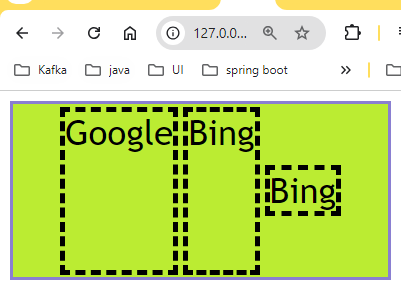 127.0.0...
Kafka java UI spring boot
Google Bing
Bing